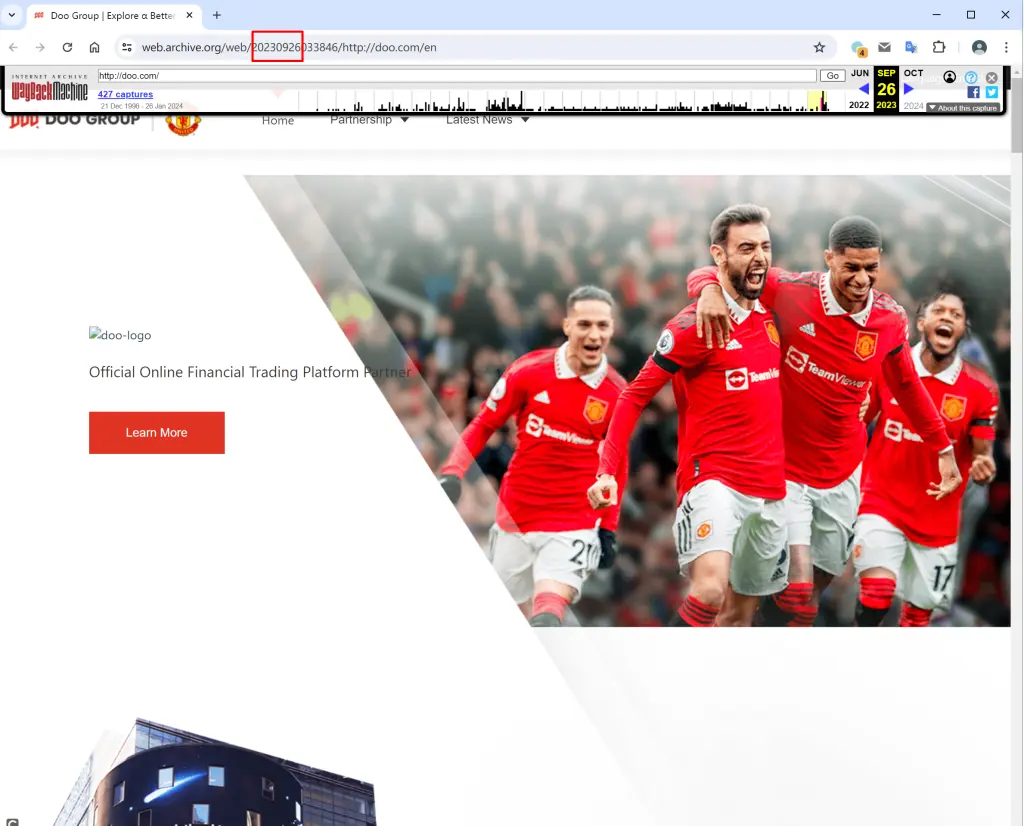 Doo Group | Explore α Bette
web.archive.org/web/20230926033846/http://doo.com/en
4
INTERNET ARCHIVE
WayBackMachine
http://doo.com/
Go
JUN
SEP
OCT
427 captures
26
21 Dec 1996 - 26 Jan 2024
2022
2023
2024
About this capture
DOO GROUP
Home
Partnership
Latest News
doo-logo
Official Online Financial Trading Platform Partner
Learn More
TeamViewer
TeamViewer
21
17